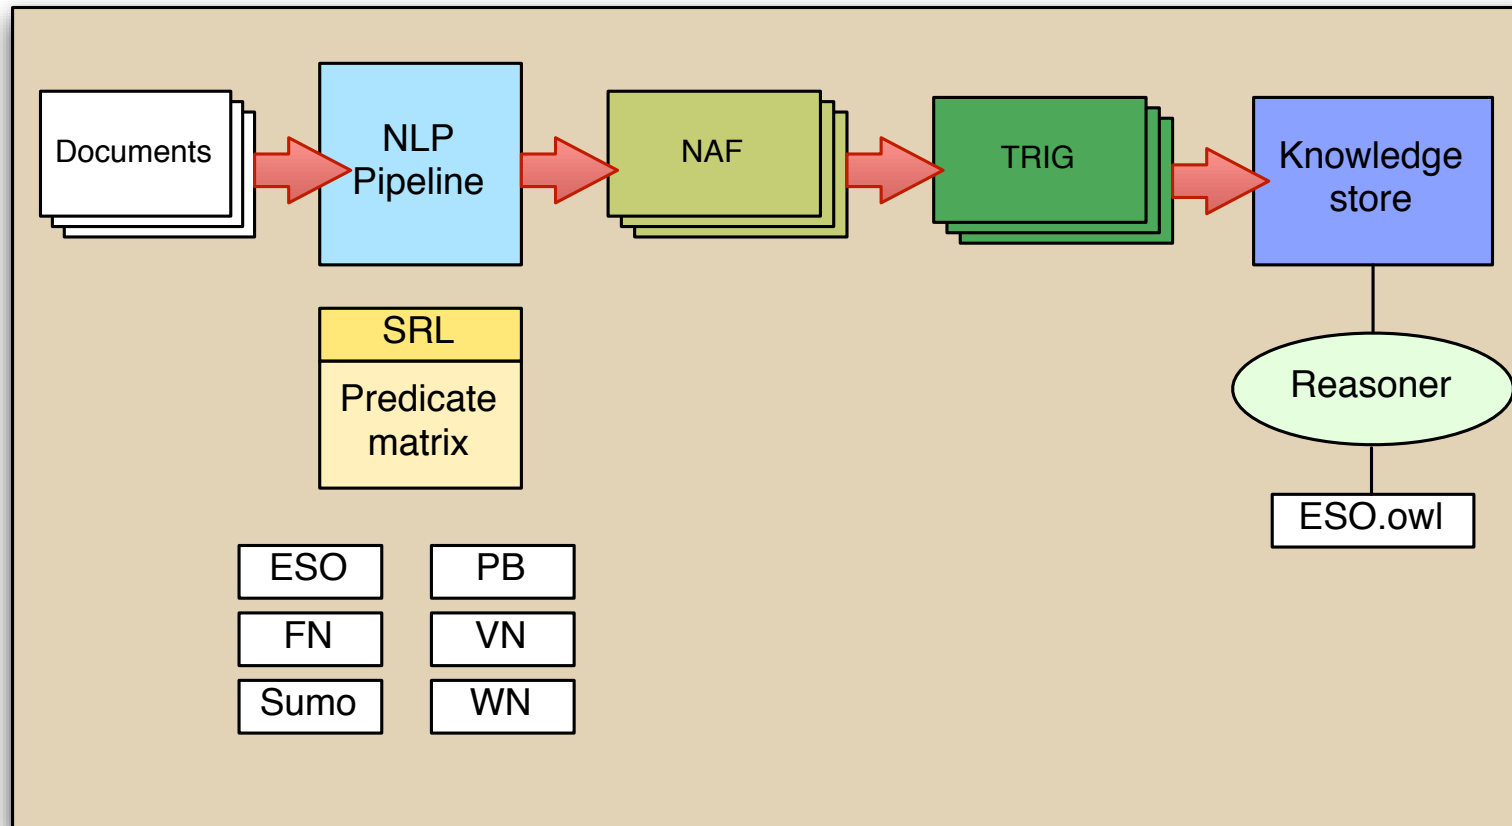 Documents
NLP
Pipeline
NAF
TRIG
Knowledge
store
SRL
Predicate
matrix
Reasoner
ESO.owl
ESO
PB
FN
VN
Sumo
WN